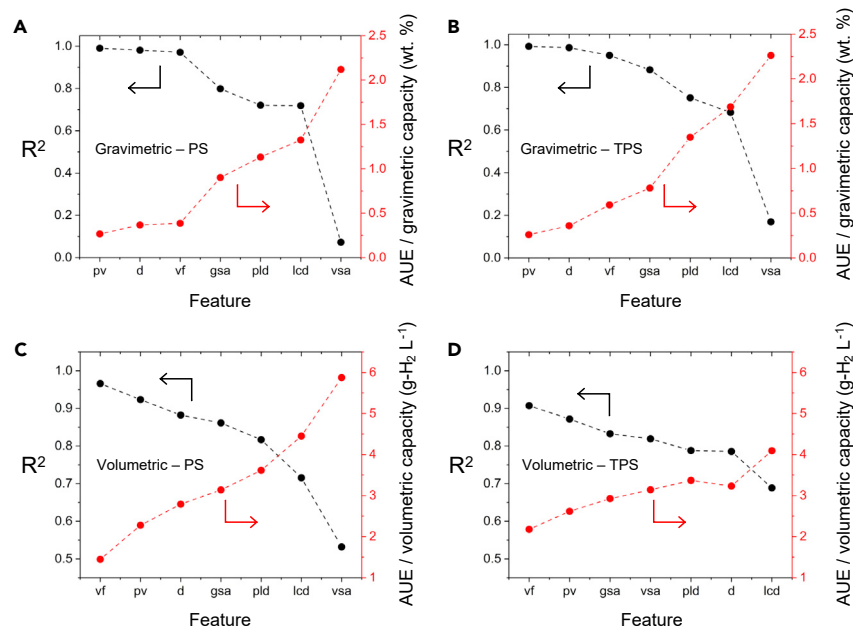 A
R²
Gravimetric – PS
1.0
0.8
0.6
0.4
0.2
0.0
2.5
2.0
1.5
1.0
0.5
0.0
AUE / gravimetric capacity (wt. %)
pv d vf gsa pld lcd vsa
Feature
B
R²
Gravimetric – TPS
1.0
0.8
0.6
0.4
0.2
0.0
2.5
2.0
1.5
1.0
0.5
0.0
AUE / gravimetric capacity (wt. %)
pv d vf gsa pld lcd vsa
Feature
C
R²
Volumetric – PS
1.0
0.9
0.8
0.7
0.6
0.5
6
5
4
3
2
1
AUE / volumetric capacity (g-H₂ L⁻¹)
vf pv d gsa pld lcd vsa
Feature
D
R²
Volumetric – TPS
1.0
0.9
0.8
0.7
0.6
0.5
6
5
4
3
2
1
AUE / volumetric capacity (g-H₂ L⁻¹)
vf pv gsa vsa pld d lcd
Feature